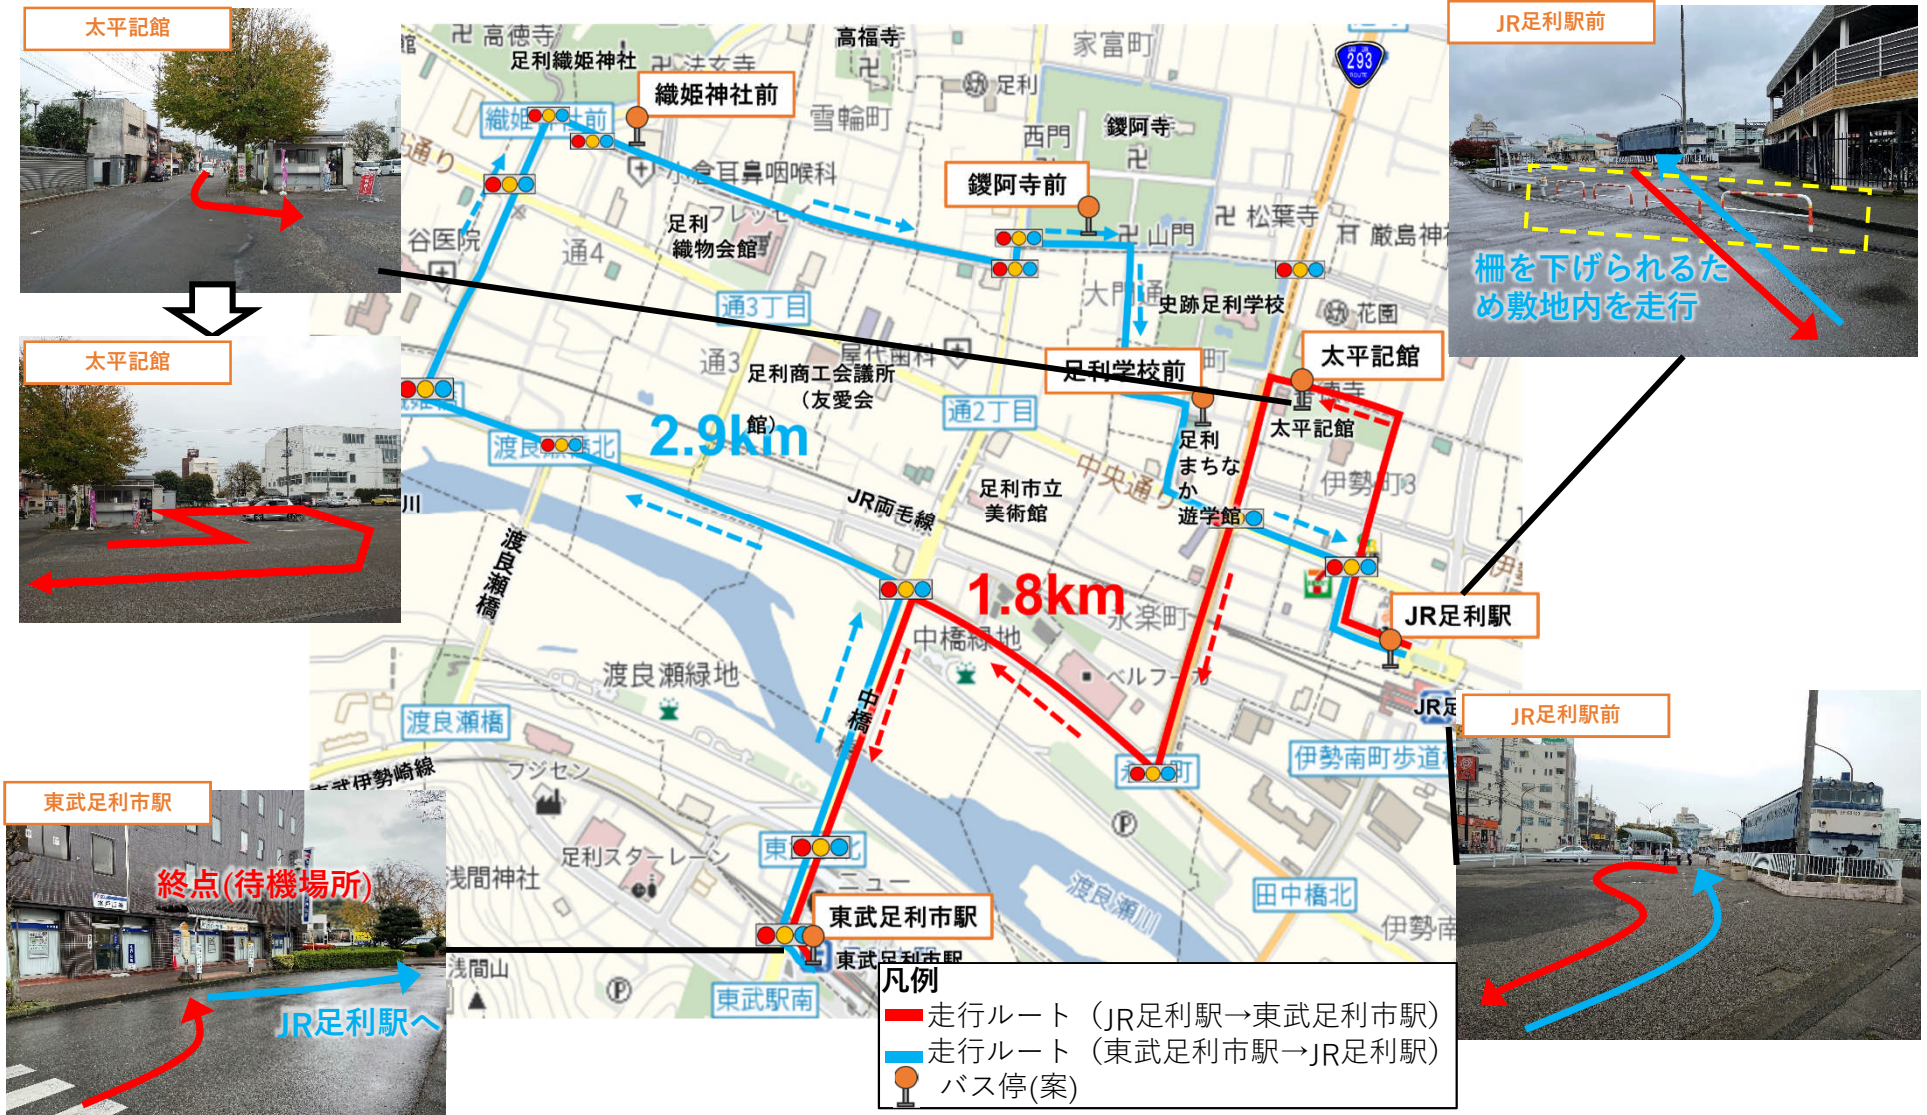 太平記館
太平記館
東武足利市駅
終点(待機場所)
JR足利駅へ
JR足利駅前
柵を下げられるた
め敷地内を走行
JR足利駅前
高徳寺
足利織姫神社
法玄寺
織姫神社前
高福寺
雪輪町
足利
家富町
西門
鑁阿寺
国道
293
ROUTE
通り
小倉耳鼻咽喉科
鑁阿寺前
山門
松葉寺
谷医院
足利
織物会館
通4
通3丁目
大門通
史跡足利学校
花園
通3
屋代歯科
足利学校前
町
太平記館
足利商工会議所
（友愛会
館）
通2丁目
太平記館
2.9km
中央通り
足利
まちな
か
遊学館
伊勢町3
川
JR両毛線
足利市立
美術館
渡良瀬橋
1.8km
永楽町
JR足利駅
中橋緑地
渡良瀬緑地
中橋
渡良瀬橋
伊勢南町歩道橋
東武伊勢崎線
フジセン
足利スターレーン
浅間神社
ニュー
渡良瀬川
田中橋北
伊勢南
東武足利市駅
東武足利市駅
浅間山
東武駅南
凡例
走行ルート（JR足利駅→東武足利市駅）
走行ルート（東武足利市駅→JR足利駅）
バス停(案)